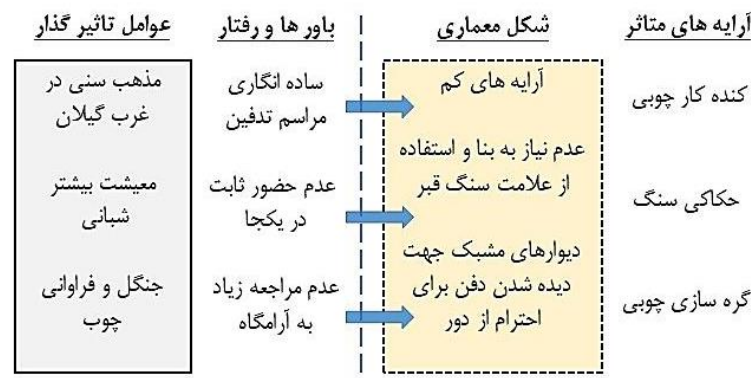 عوامل تاثیر گذار
مذهب سنی در
غرب گیلان
معیشت بیشتر
شبانی
جنگل و فراوانی
چوب
باور ها و رفتار
ساده انگاری
مراسم تدفین
عدم حضور ثابت
در یکجا
عدم مراجعه زیاد
به آرامگاه
شکل معماری
آرایه های کم
عدم نیاز به بنا و استفاده
از علامت سنگ قبر
دیوارهای مشبک جهت
دیده شدن دفن برای
احترام از دور
آرایه های متاثر
کنده کار چوبی
حکاکی سنگ
گره سازی چوبی